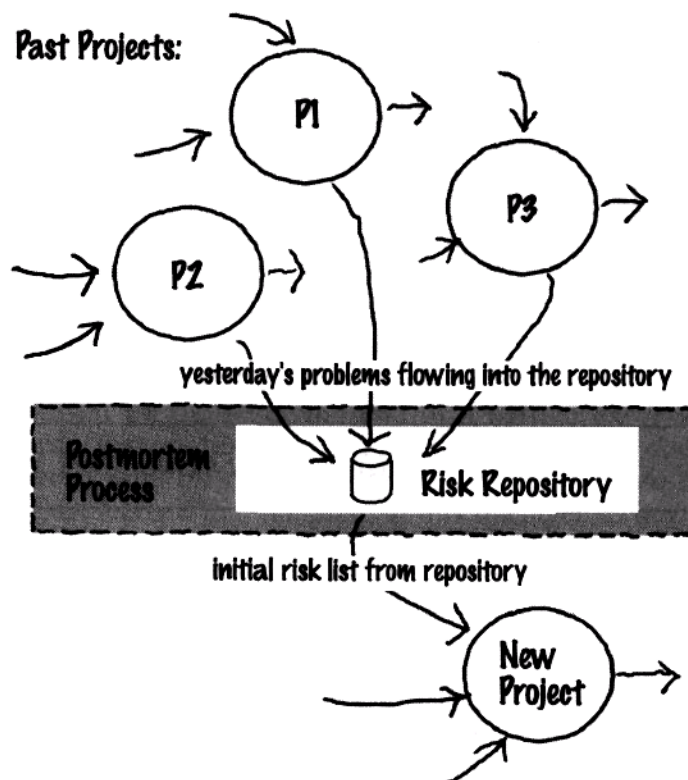 Past Projects:
P1
P3
P2
yesterday's problems flowing into the repository
Postmortem
Process
Risk Repository
initial risk list from repository
New
Project